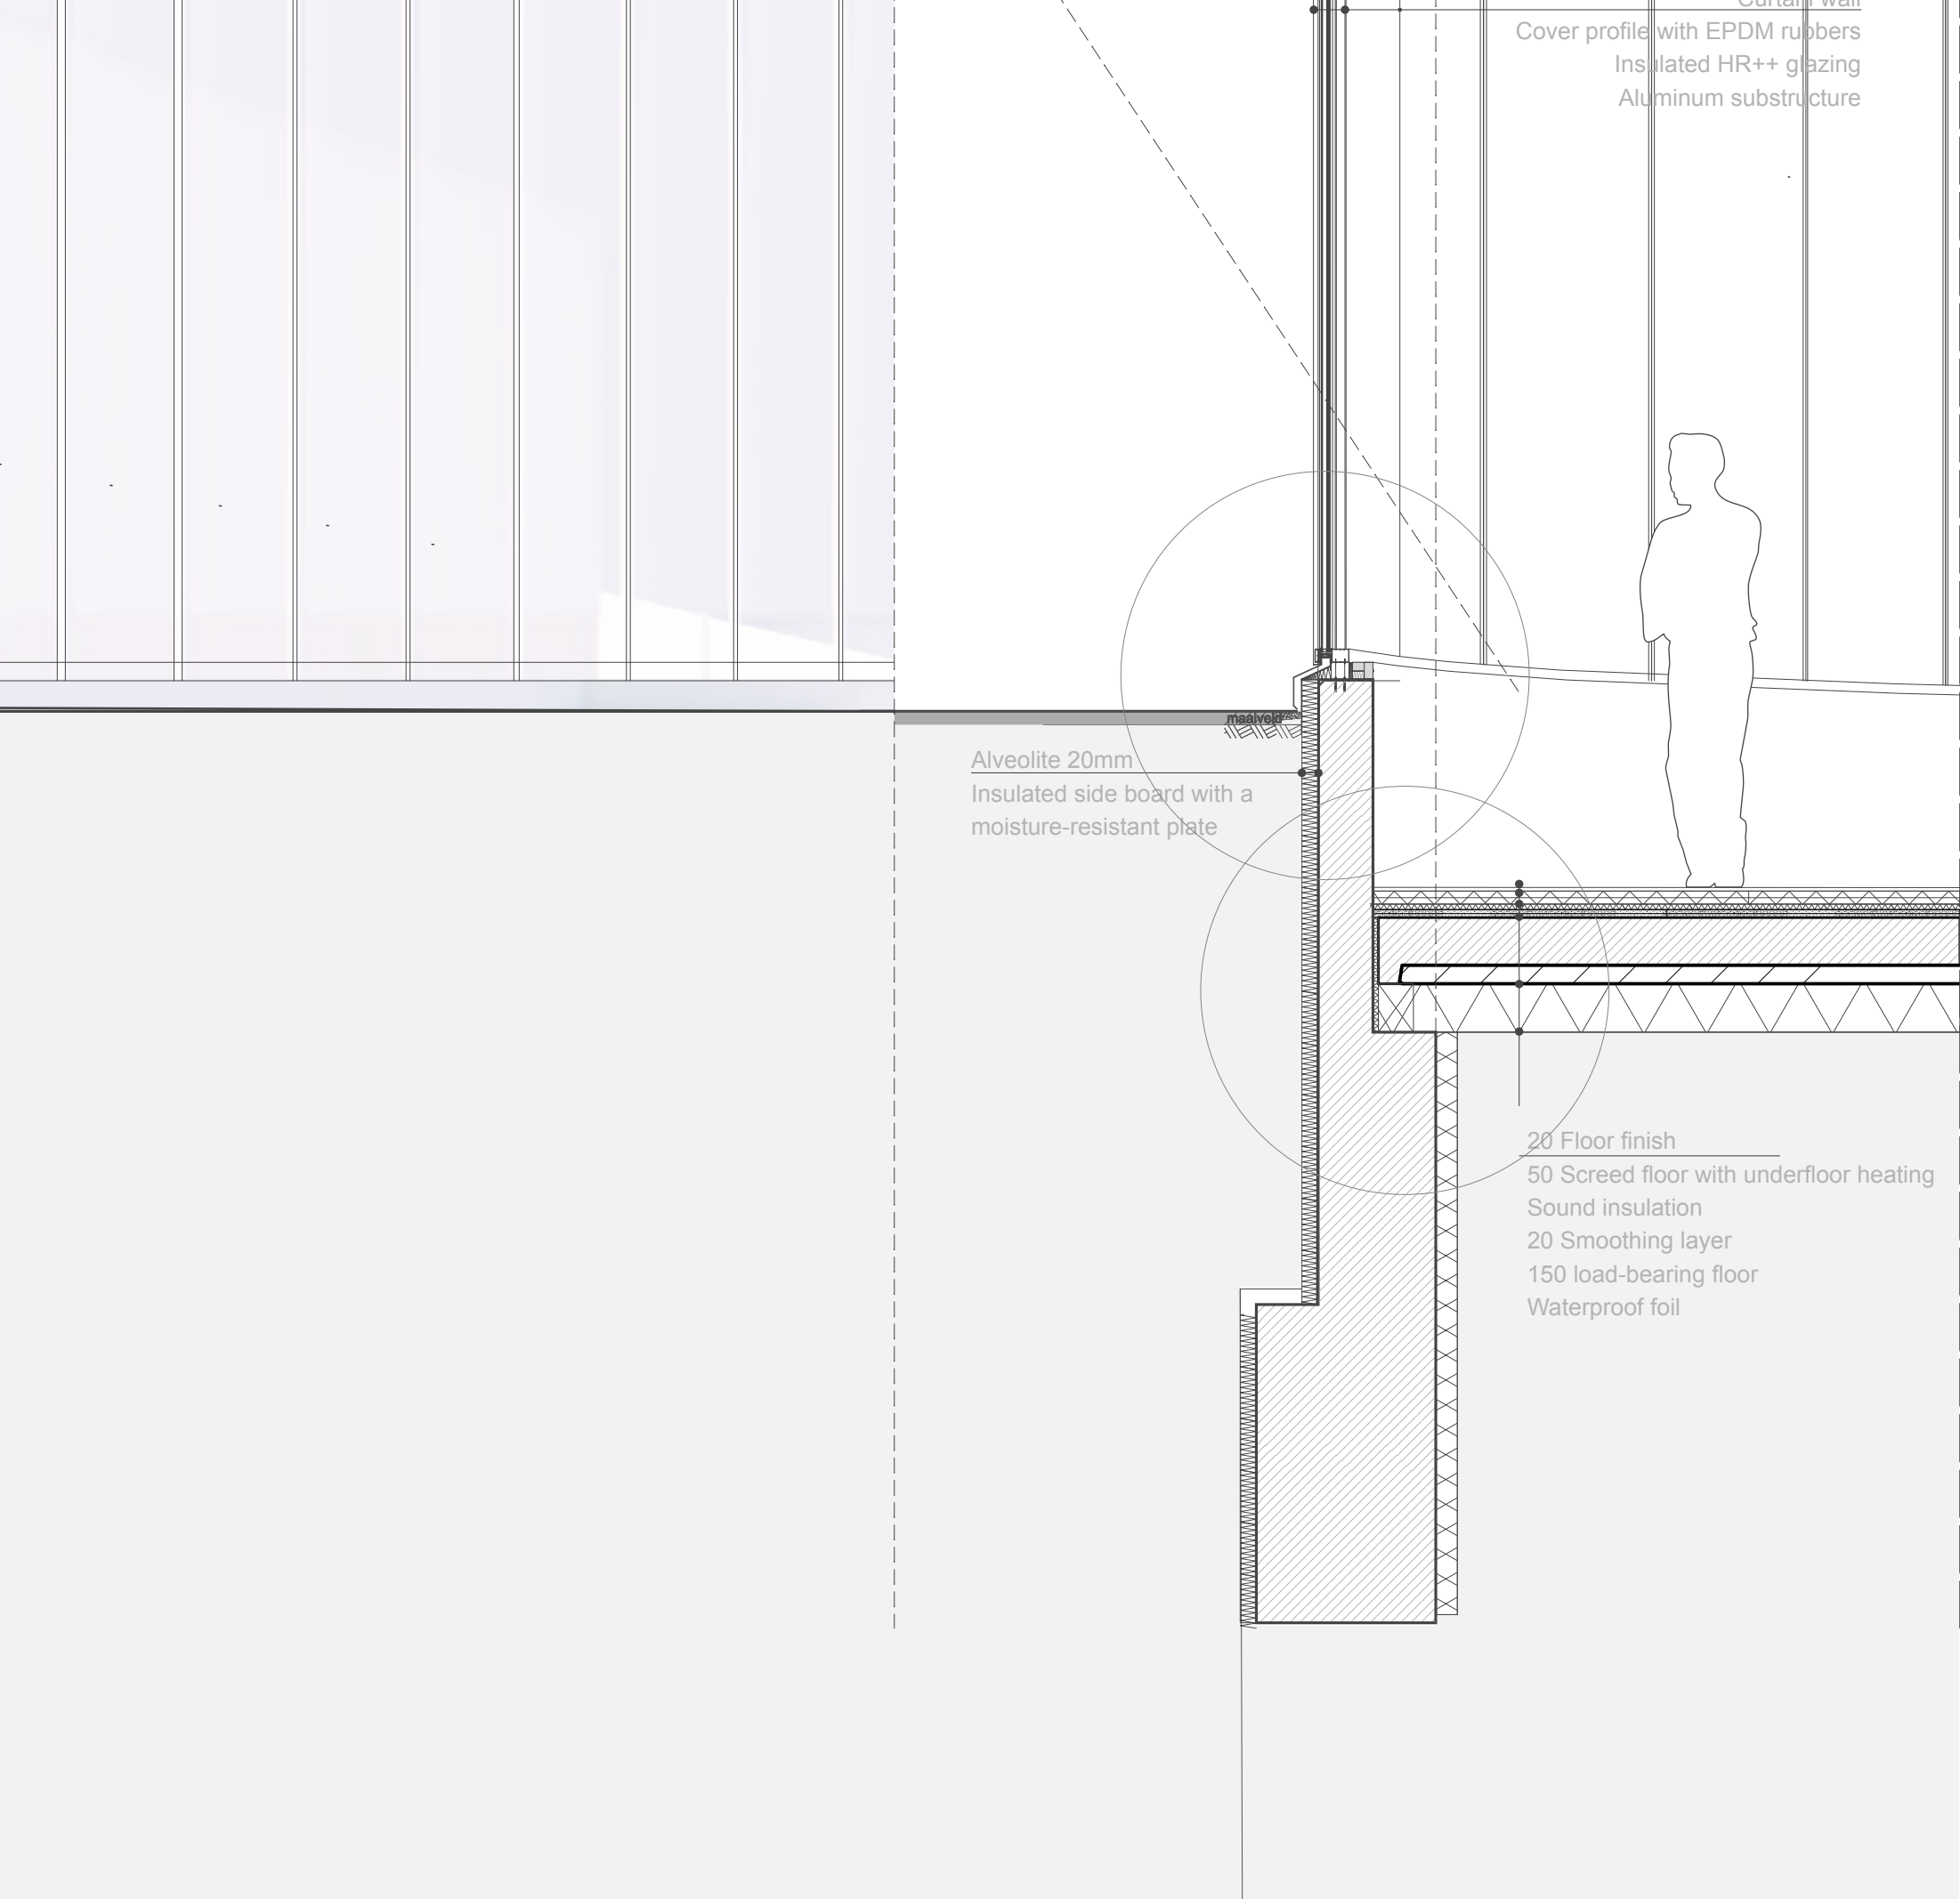 Curtain wall
Cover profile with EPDM rubbers
Insulated HR++ glazing
Aluminum substructure
maaiveld
Alveolite 20mm
Insulated side board with a
moisture-resistant plate
20 Floor finish
50 Screed floor with underfloor heating
Sound insulation
20 Smoothing layer
150 load-bearing floor
Waterproof foil